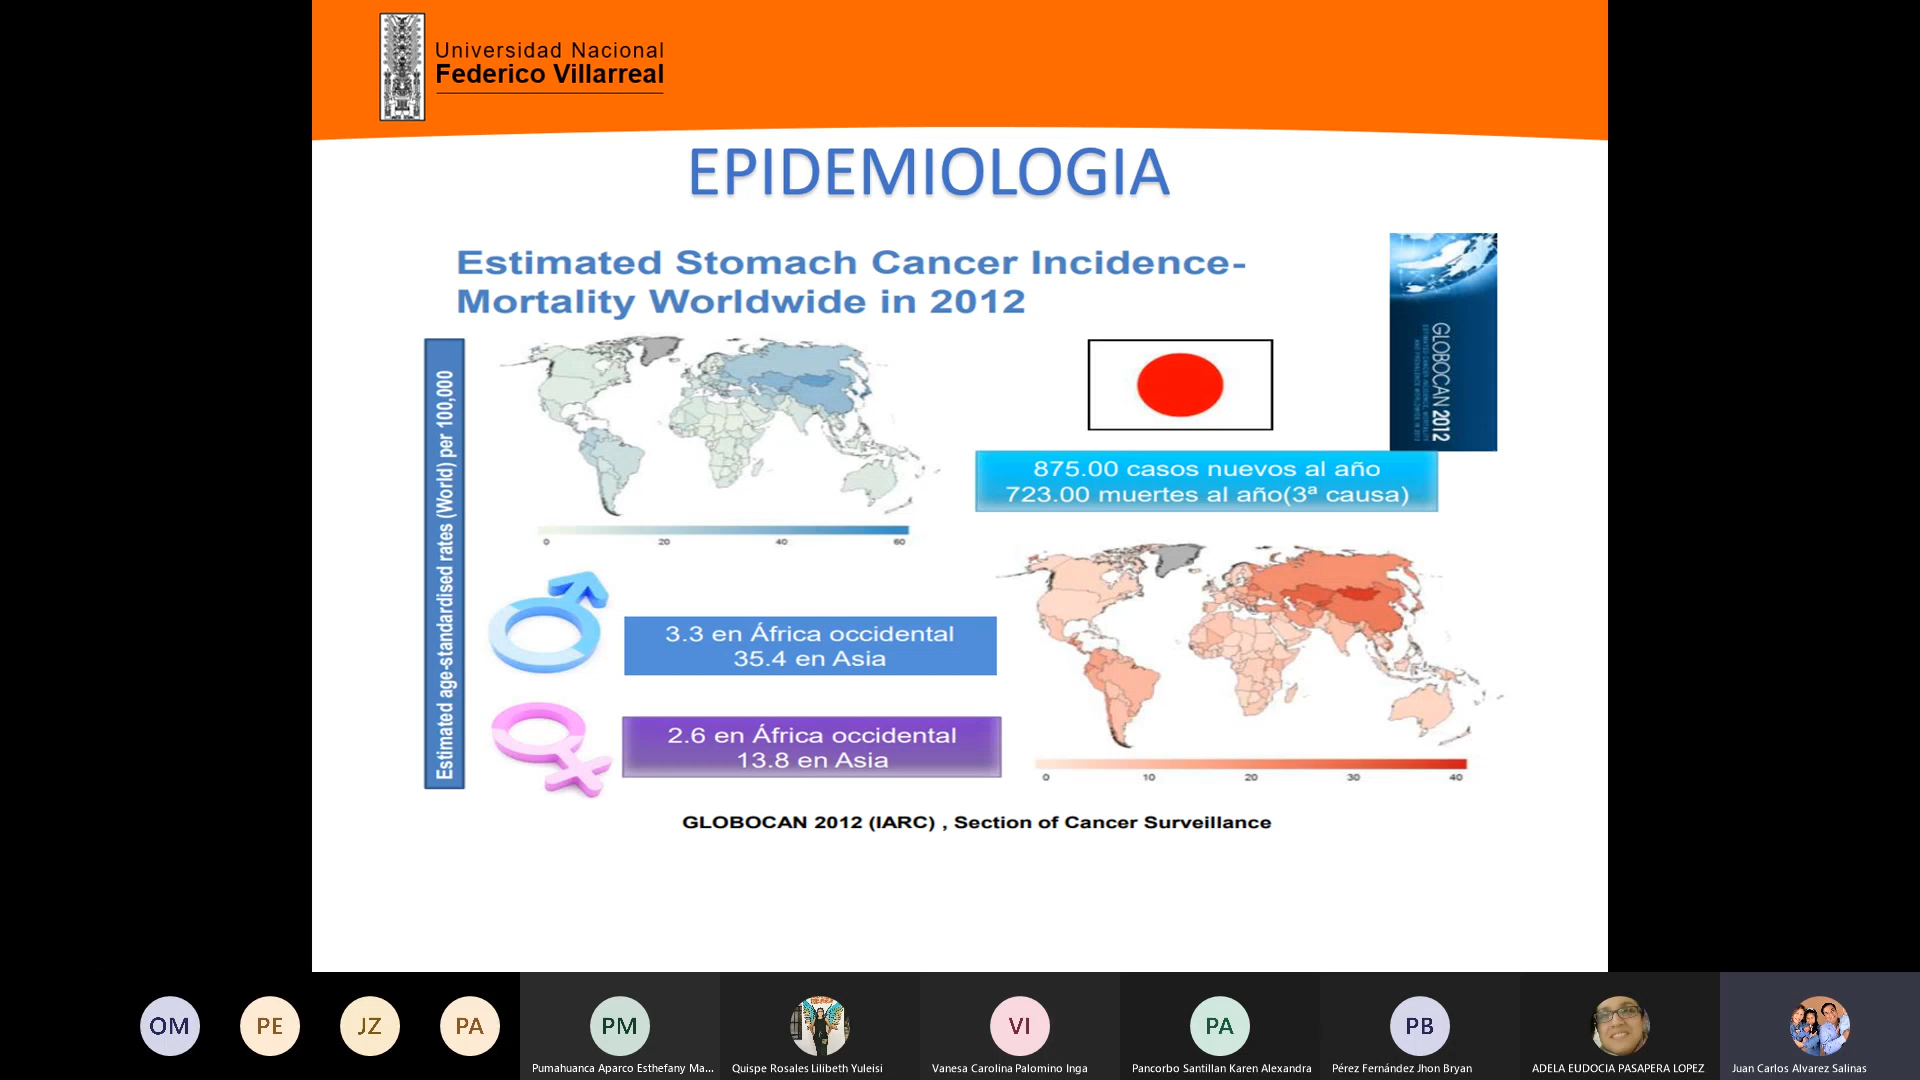 Universidad Nacional
Federico Villarreal
EPIDEMIOLOGIA
Estimated Stomach Cancer Incidence-
Mortality Worldwide in 2012
Estimated age-standardised rates (World) per 100,000
GLOBOCAN 2012
0 20 40 60
875.00 casos nuevos al año
723.00 muertes al año(3ª causa)
3.3 en África occidental
35.4 en Asia
2.6 en África occidental
13.8 en Asia
0 10 20 30 40
GLOBOCAN 2012 (IARC) , Section of Cancer Surveillance
OM PE JZ PA PM VI PA PB
Pumahuanca Aparco Esthefany Ma...
Quispe Rosales Lilibeth Yuleisi
Vanesa Carolina Palomino Inga
Pancorbo Santillan Karen Alexandra
Pérez Fernández Jhon Bryan
ADELA EUDOCIA PASAPERA LOPEZ
Juan Carlos Alvarez Salinas